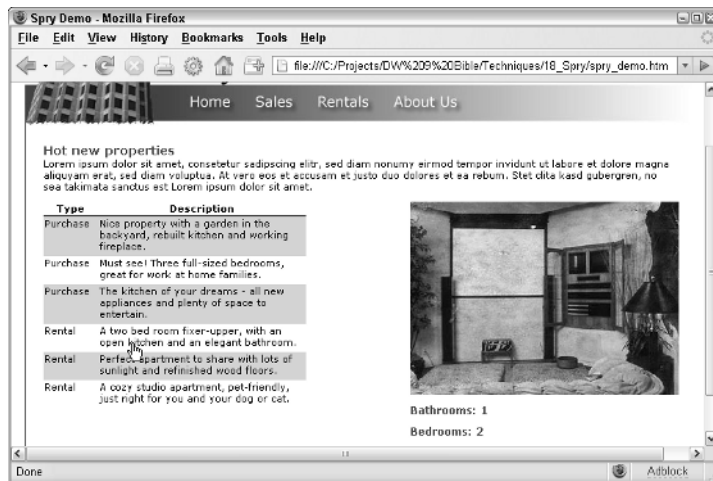 Spry Demo - Mozilla Firefox
File Edit View History Bookmarks Tools Help
file:///C:/Projects/DW%209%20Bible/Techniques/18_Spry/spry_demo.htm
Home Sales Rentals About Us
Hot new properties
Lorem ipsum dolor sit amet, consetetur sadipscing elitr, sed diam nonumy eirmod tempor invidunt ut labore et dolore magna
aliquyam erat, sed diam voluptua. At vero eos et accusam et justo duo dolores et ea rebum. Stet clita kasd gubergren, no
sea takimata sanctus est Lorem ipsum dolor sit amet.
Type Description
Purchase Nice property with a garden in the
backyard, rebuilt kitchen and working
fireplace.
Purchase Must see! Three full-sized bedrooms,
great for work at home families.
Purchase The kitchen of your dreams - all new
appliances and plenty of space to
entertain.
Rental A two bed room fixer-upper, with an
open kitchen and an elegant bathroom.
Rental Perfect apartment to share with lots of
sunlight and refinished wood floors.
Rental A cozy studio apartment, pet-friendly,
just right for you and your dog or cat.
Bathrooms: 1
Bedrooms: 2
Done Adblock